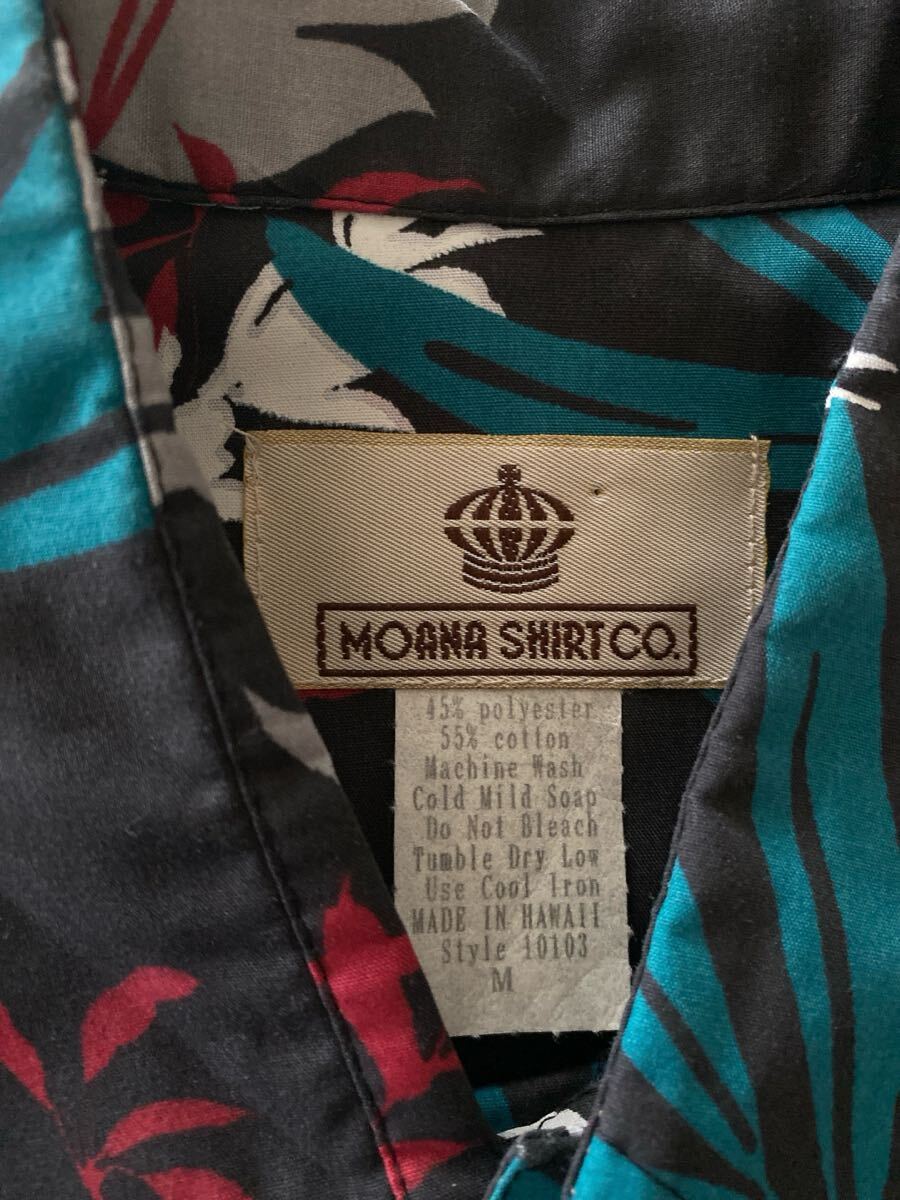 MOANA SHIRT CO.
45% polyester
55% cotton
Machine Wash
Cold Mild Soap
Do Not Bleach
Tumble Dry Low
Use Cool Iron
MADE IN HAWAII
Style 10103
M